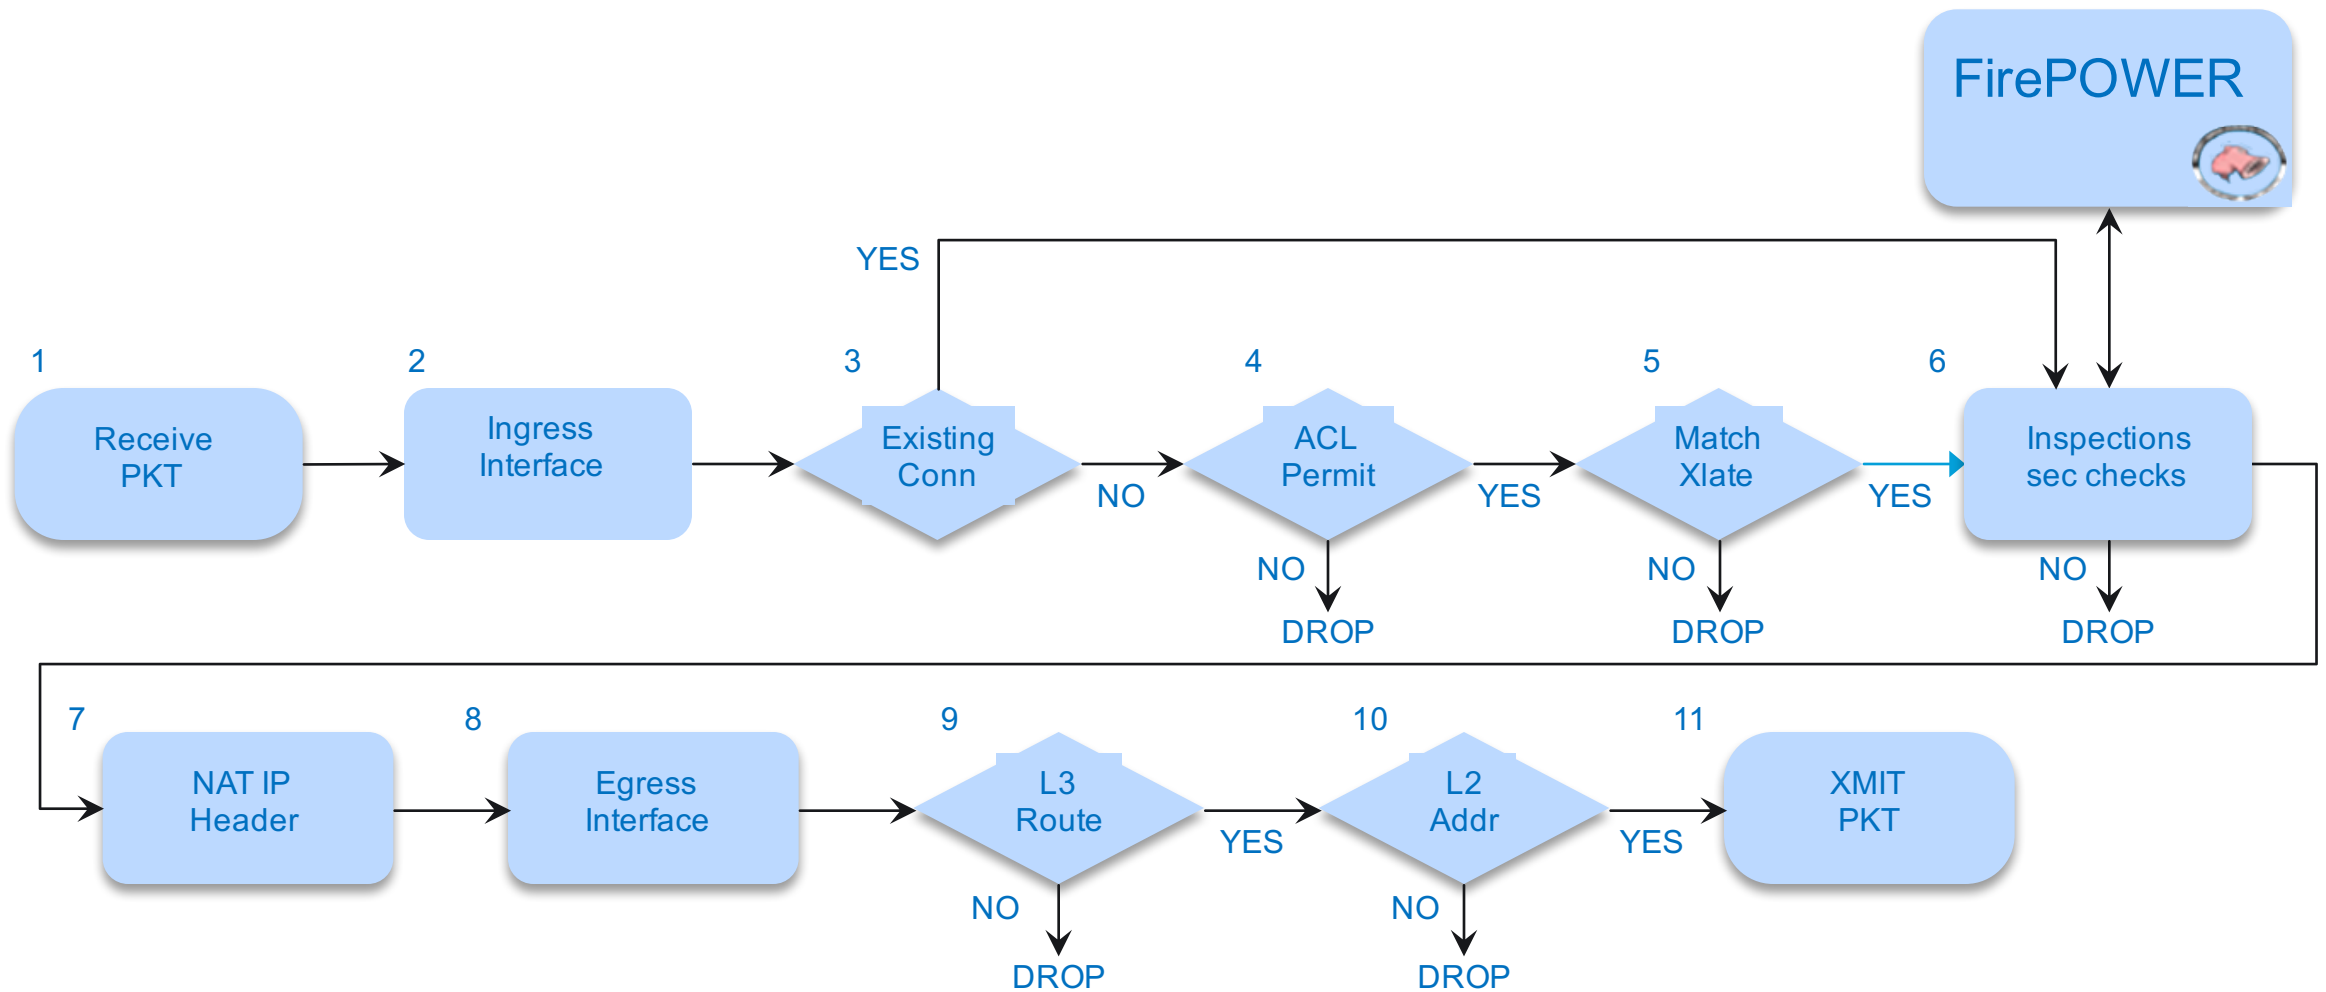 FirePOWER
YES
1
2
3
4
5
6
Receive
PKT
Ingress
Interface
Existing
Conn
NO
ACL
Permit
YES
NO
DROP
Match
Xlate
YES
NO
DROP
Inspections
sec checks
NO
DROP
7
8
9
10
11
NAT IP
Header
Egress
Interface
L3
Route
YES
NO
DROP
L2
Addr
YES
NO
DROP
XMIT
PKT